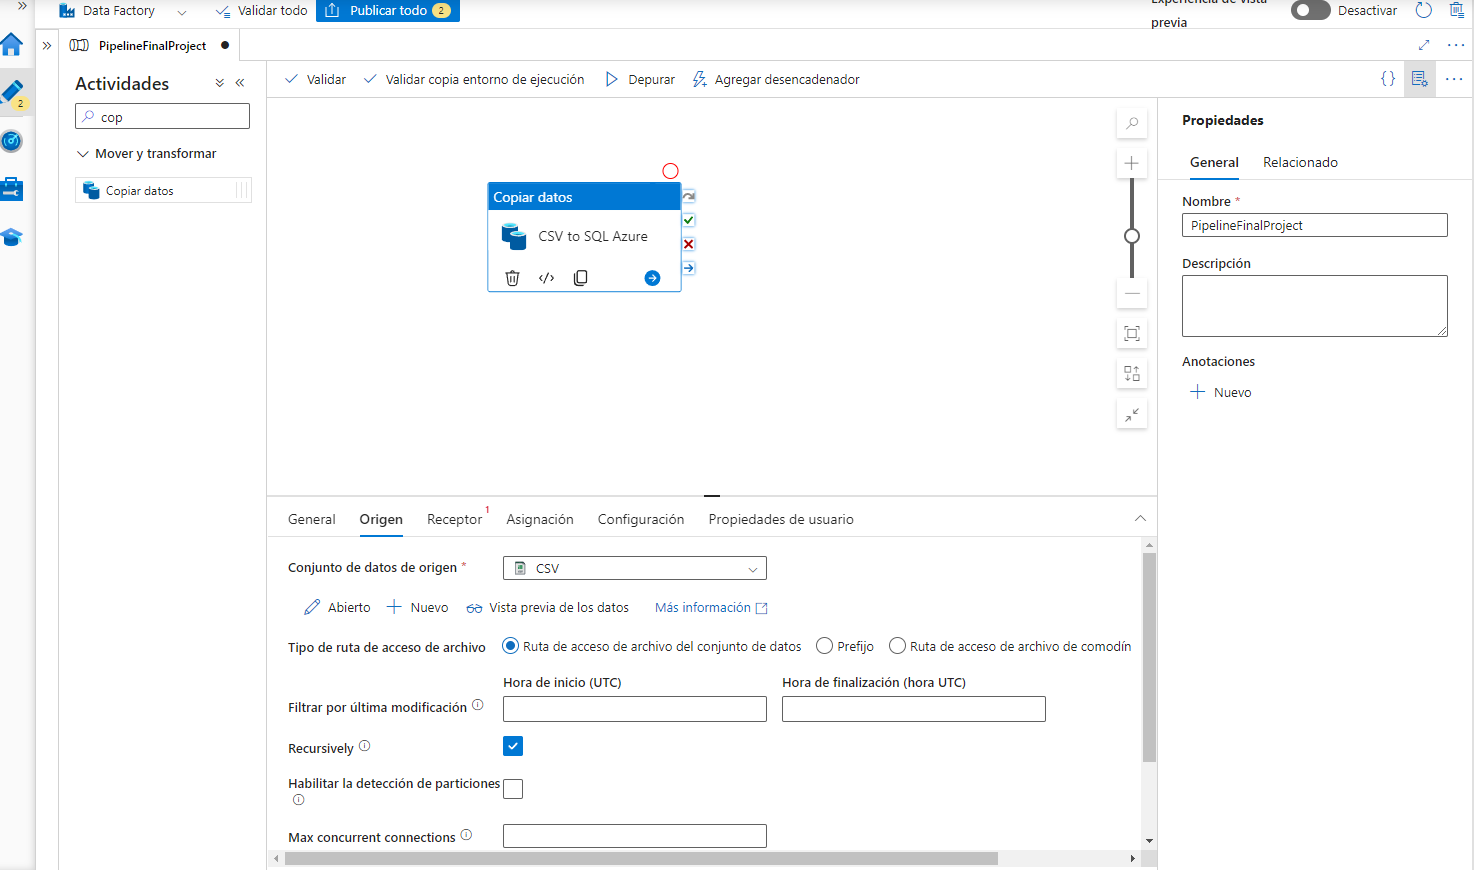 Data Factory
Validar todo
Publicar todo 2
Experiencia de vista
previa
Desactivar
PipelineFinalProject
2
Actividades
cop
Mover y transformar
Copiar datos
Validar
Validar copia entorno de ejecución
Depurar
Agregar desencadenador
Copiar datos
CSV to SQL Azure
Propiedades
General
Relacionado
Nombre *
PipelineFinalProject
Descripción
Anotaciones
Nuevo
General
Origen
Receptor 1
Asignación
Configuración
Propiedades de usuario
Conjunto de datos de origen *
CSV
Abierto
Nuevo
Vista previa de los datos
Más información
Tipo de ruta de acceso de archivo
Ruta de acceso de archivo del conjunto de datos
Prefijo
Ruta de acceso de archivo de comodín
Hora de inicio (UTC)
Hora de finalización (hora UTC)
Filtrar por última modificación
Recursively
Habilitar la detección de particiones
Max concurrent connections